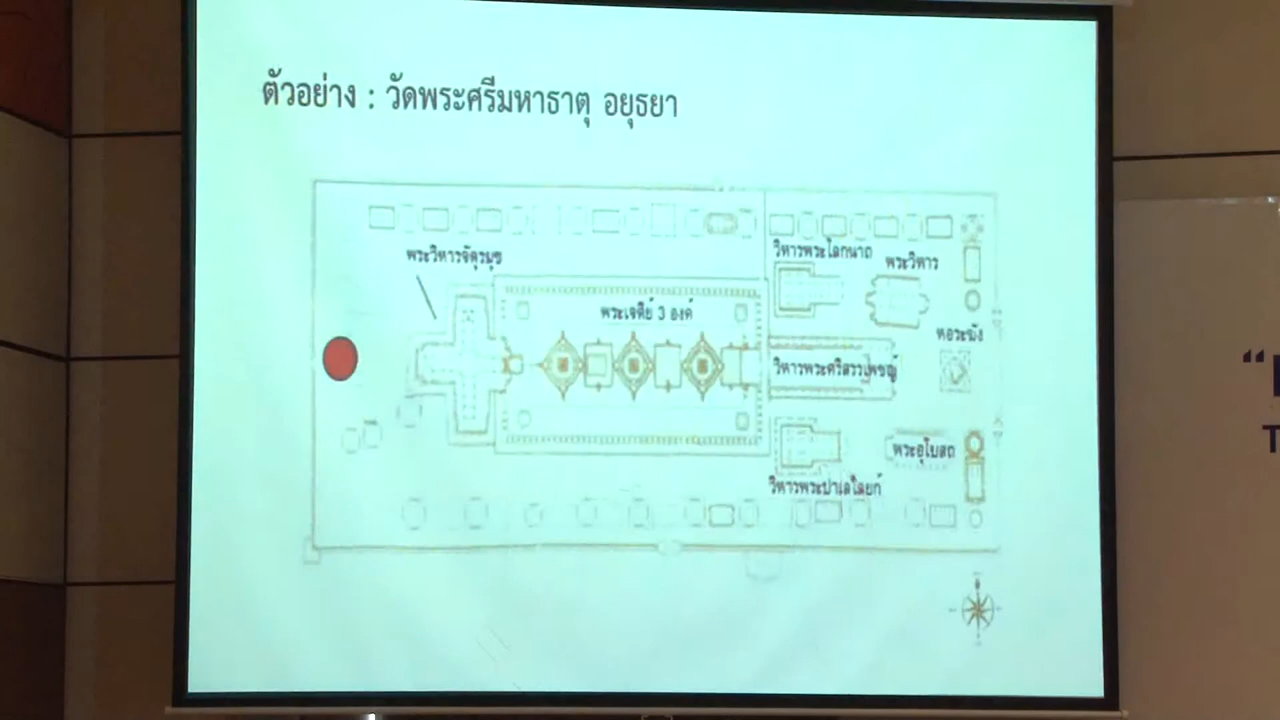 ตัวอย่าง : วัดพระศรีมหาธาตุ อยุธยา
พระวิหารจัตุรมุข
วิหารพระโลกนาถ
พระวิหาร
พระเจดีย์ 3 องค์
หอระฆัง
วิหารพระศรีสรรเพชญ์
พระอุโบสถ
วิหารพระปาเลไลยก์